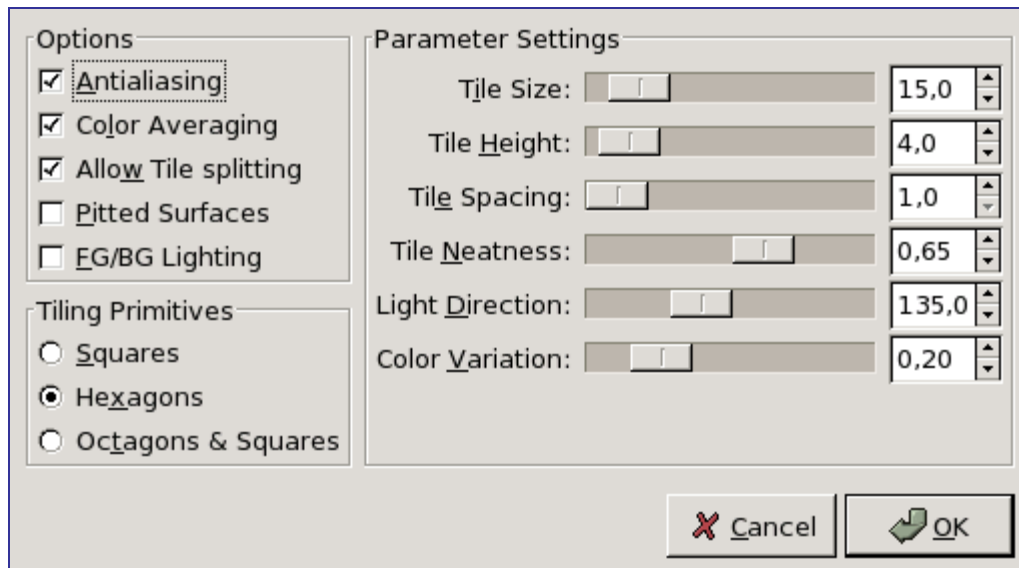 Options
Antialiasing
Color Averaging
Allow Tile splitting
Pitted Surfaces
FG/BG Lighting
Tiling Primitives
Squares
Hexagons
Octagons & Squares
Parameter Settings
Tile Size: 15,0
Tile Height: 4,0
Tile Spacing: 1,0
Tile Neatness: 0,65
Light Direction: 135,0
Color Variation: 0,20
Cancel OK